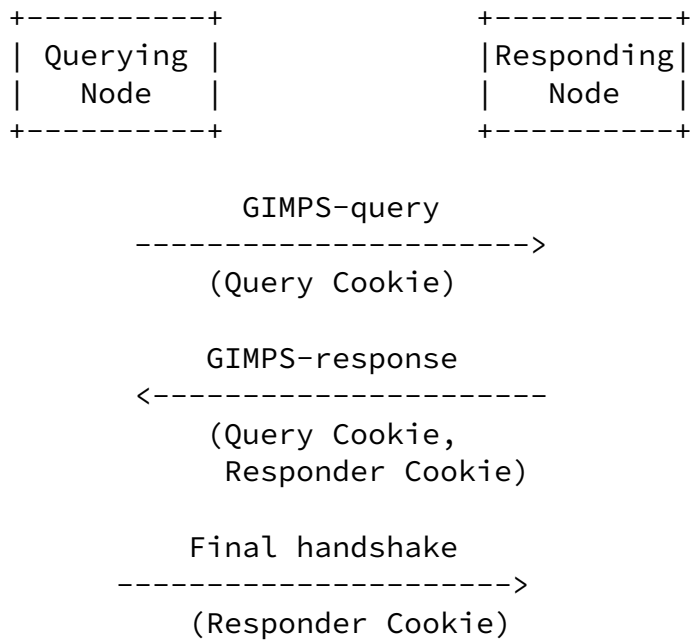 +----------+ +----------+
| Querying | |Responding|
| Node | | Node |
+----------+ +----------+
GIMPS-query
---------------------->
(Query Cookie)
GIMPS-response
<----------------------
(Query Cookie,
Responder Cookie)
Final handshake
---------------------->
(Responder Cookie)